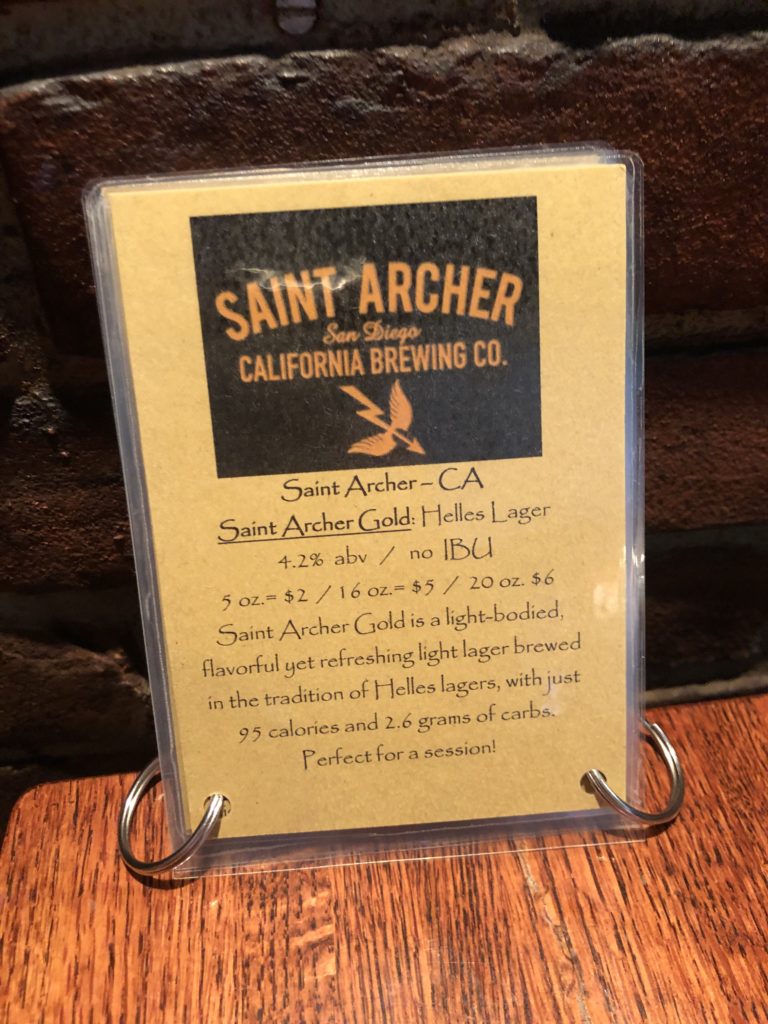 SAINT ARCHER
San Diego
CALIFORNIA BREWING CO.
Saint Archer – CA
Saint Archer Gold: Helles Lager
4.2% abv / no IBU
5 oz.= $2 / 16 oz.= $5 / 20 oz. $6
Saint Archer Gold is a light-bodied,
flavorful yet refreshing light lager brewed
in the tradition of Helles lagers, with just
95 calories and 2.6 grams of carbs.
Perfect for a session!